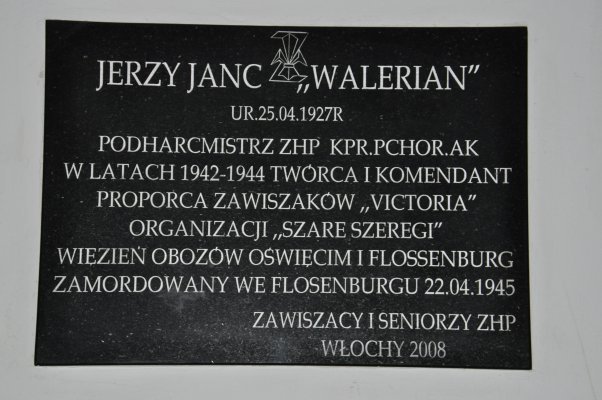 JERZY JANC „WALERIAN”
UR.25.04.1927R
PODHARCMISTRZ ZHP KPR.PCHOR.AK
W LATACH 1942-1944 TWÓRCA I KOMENDANT
PROPORCA ZAWISZAKÓW „VICTORIA”
ORGANIZACJI „SZARE SZEREGI”
WIĘZIEŃ OBOZÓW OŚWIĘCIM I FLOSSENBURG
ZAMORDOWANY WE FLOSENBURGU 22.04.1945
ZAWISZACY I SENIORZY ZHP
WŁOCHY 2008